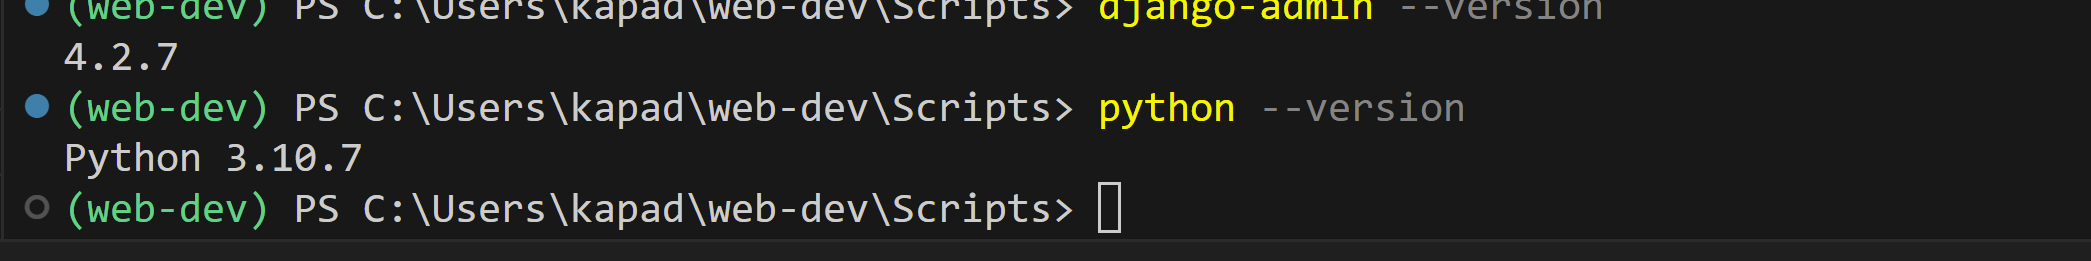 (web-dev) PS C:\Users\kapad\web-dev\Scripts> django-admin --version
4.2.7
(web-dev) PS C:\Users\kapad\web-dev\Scripts> python --version
Python 3.10.7
(web-dev) PS C:\Users\kapad\web-dev\Scripts>